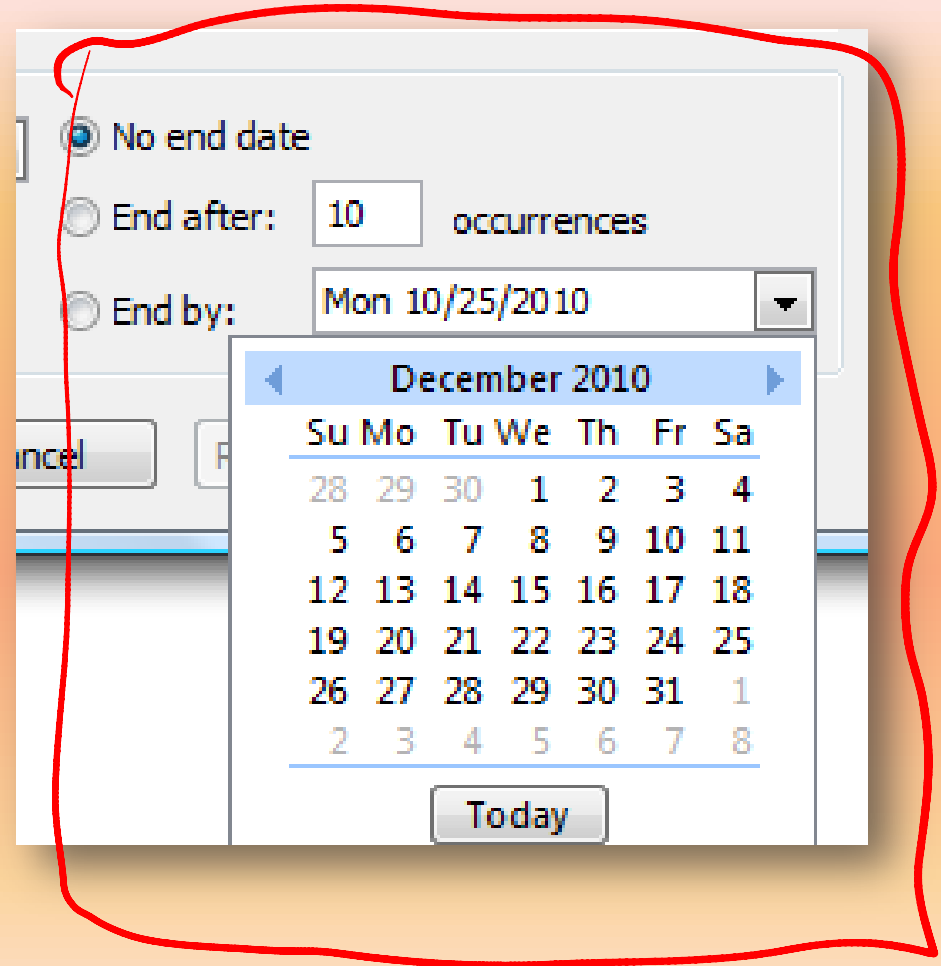 No end date
End after: 10 occurrences
End by: Mon 10/25/2010
December 2010
Su Mo Tu We Th Fr Sa
28 29 30 1 2 3 4
5 6 7 8 9 10 11
12 13 14 15 16 17 18
19 20 21 22 23 24 25
26 27 28 29 30 31 1
2 3 4 5 6 7 8
Today